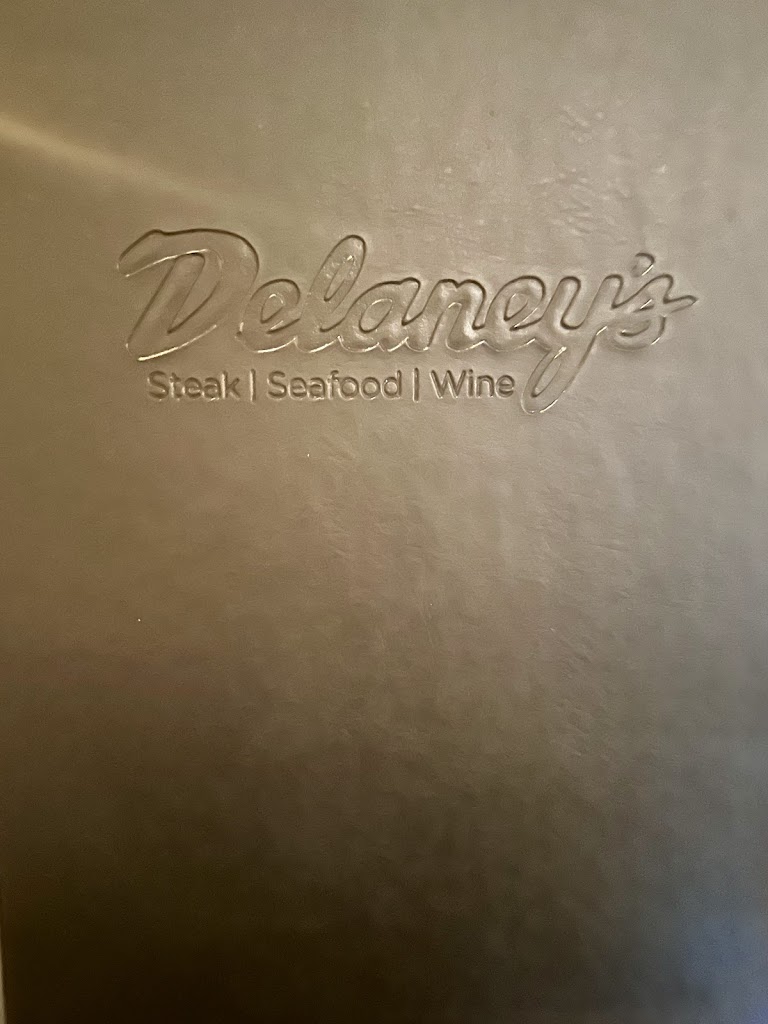 Delaney's
Steak | Seafood | Wine